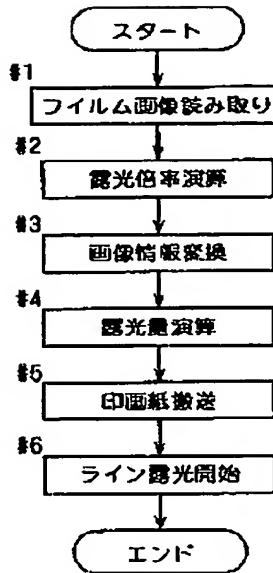 スタート
#1
フイルム画像読み取り
#2
露光倍率演算
#3
画像情報変換
#4
露光量演算
#5
印画紙搬送
#6
ライン露光開始
エンド